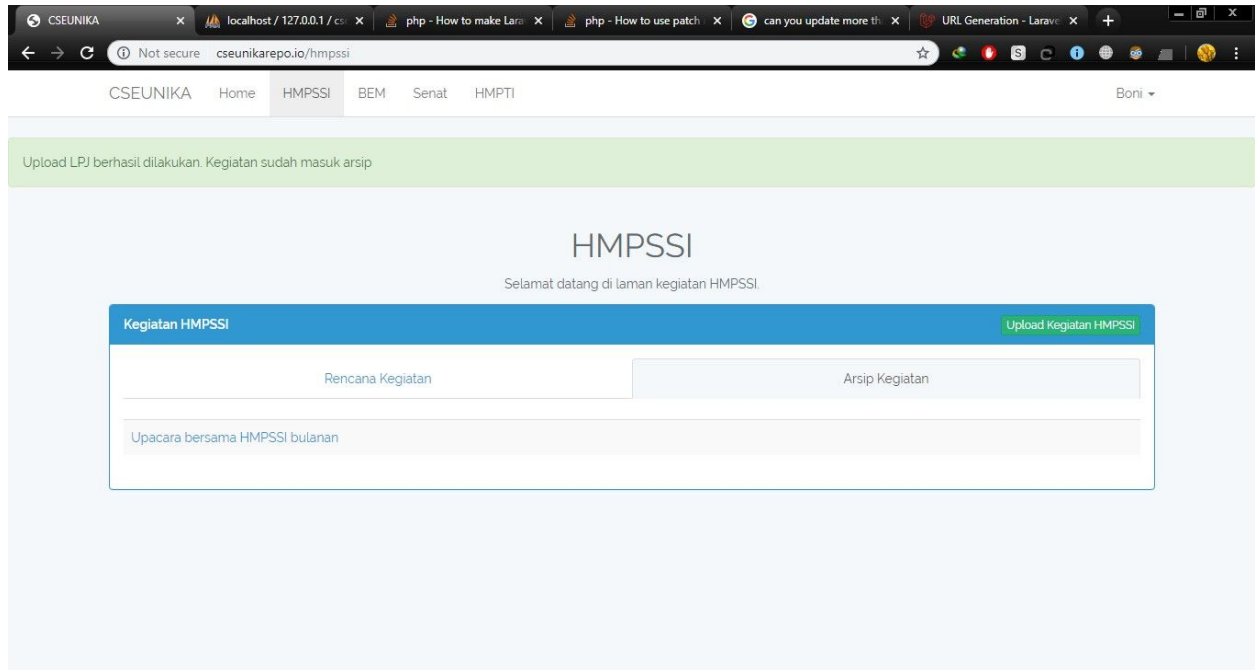 CSEUNIKA
localhost / 127.0.0.1 / cs
php - How to make Lara
php - How to use patch
can you update more th
URL Generation - Larave
Not secure cseunikarepo.io/hmpssi
CSEUNIKA Home HMPSSI BEM Senat HMPTI Boni
Upload LPJ berhasil dilakukan. Kegiatan sudah masuk arsip
HMPSSI
Selamat datang di laman kegiatan HMPSSI.
Kegiatan HMPSSI Upload Kegiatan HMPSSI
Rencana Kegiatan Arsip Kegiatan
Upacara bersama HMPSSI bulanan